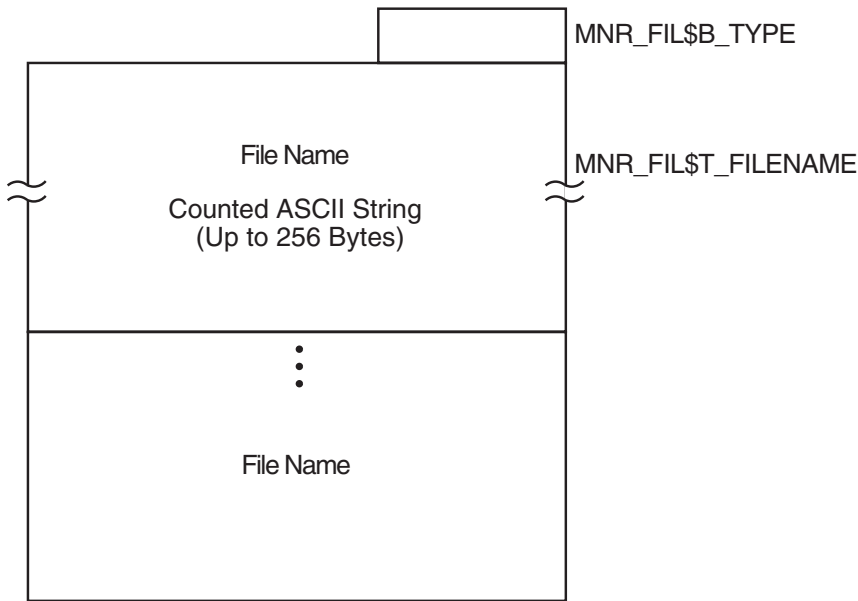 MNR_FIL$B_TYPE
File Name
MNR_FIL$T_FILENAME
Counted ASCII String
(Up to 256 Bytes)
File Name